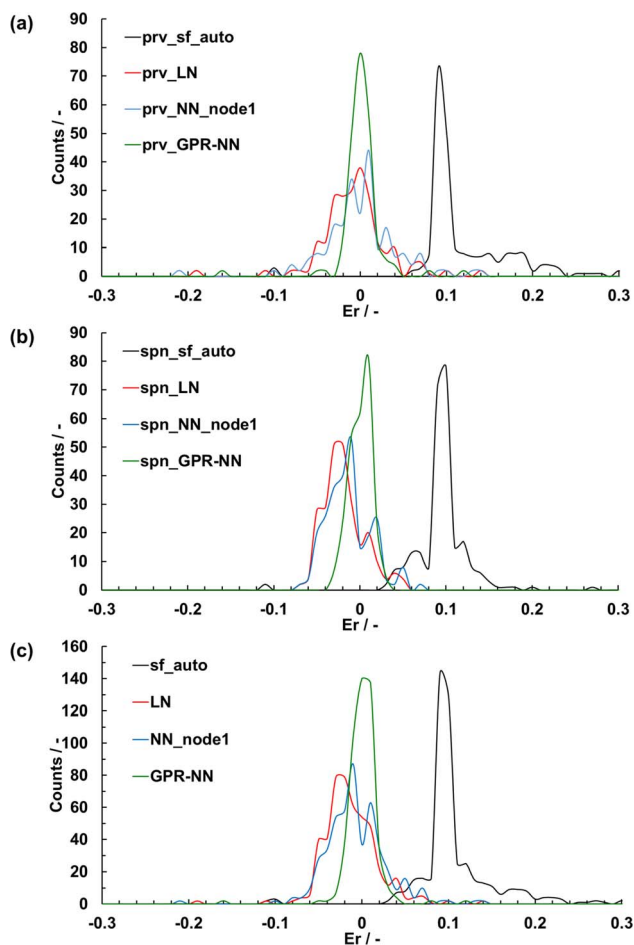 (a)
90
80
70
60
50
40
30
20
10
0
Counts / -
prv_sf_auto
prv_LN
prv_NN_node1
prv_GPR-NN
-0.3 -0.2 -0.1 0 0.1 0.2 0.3
Er / -
(b)
90
80
70
60
50
40
30
20
10
0
Counts / -
spn_sf_auto
spn_LN
spn_NN_node1
spn_GPR-NN
-0.3 -0.2 -0.1 0 0.1 0.2 0.3
Er / -
(c)
160
140
120
100
80
60
40
20
0
Counts / -
sf_auto
LN
NN_node1
GPR-NN
-0.3 -0.2 -0.1 0 0.1 0.2 0.3
Er / -